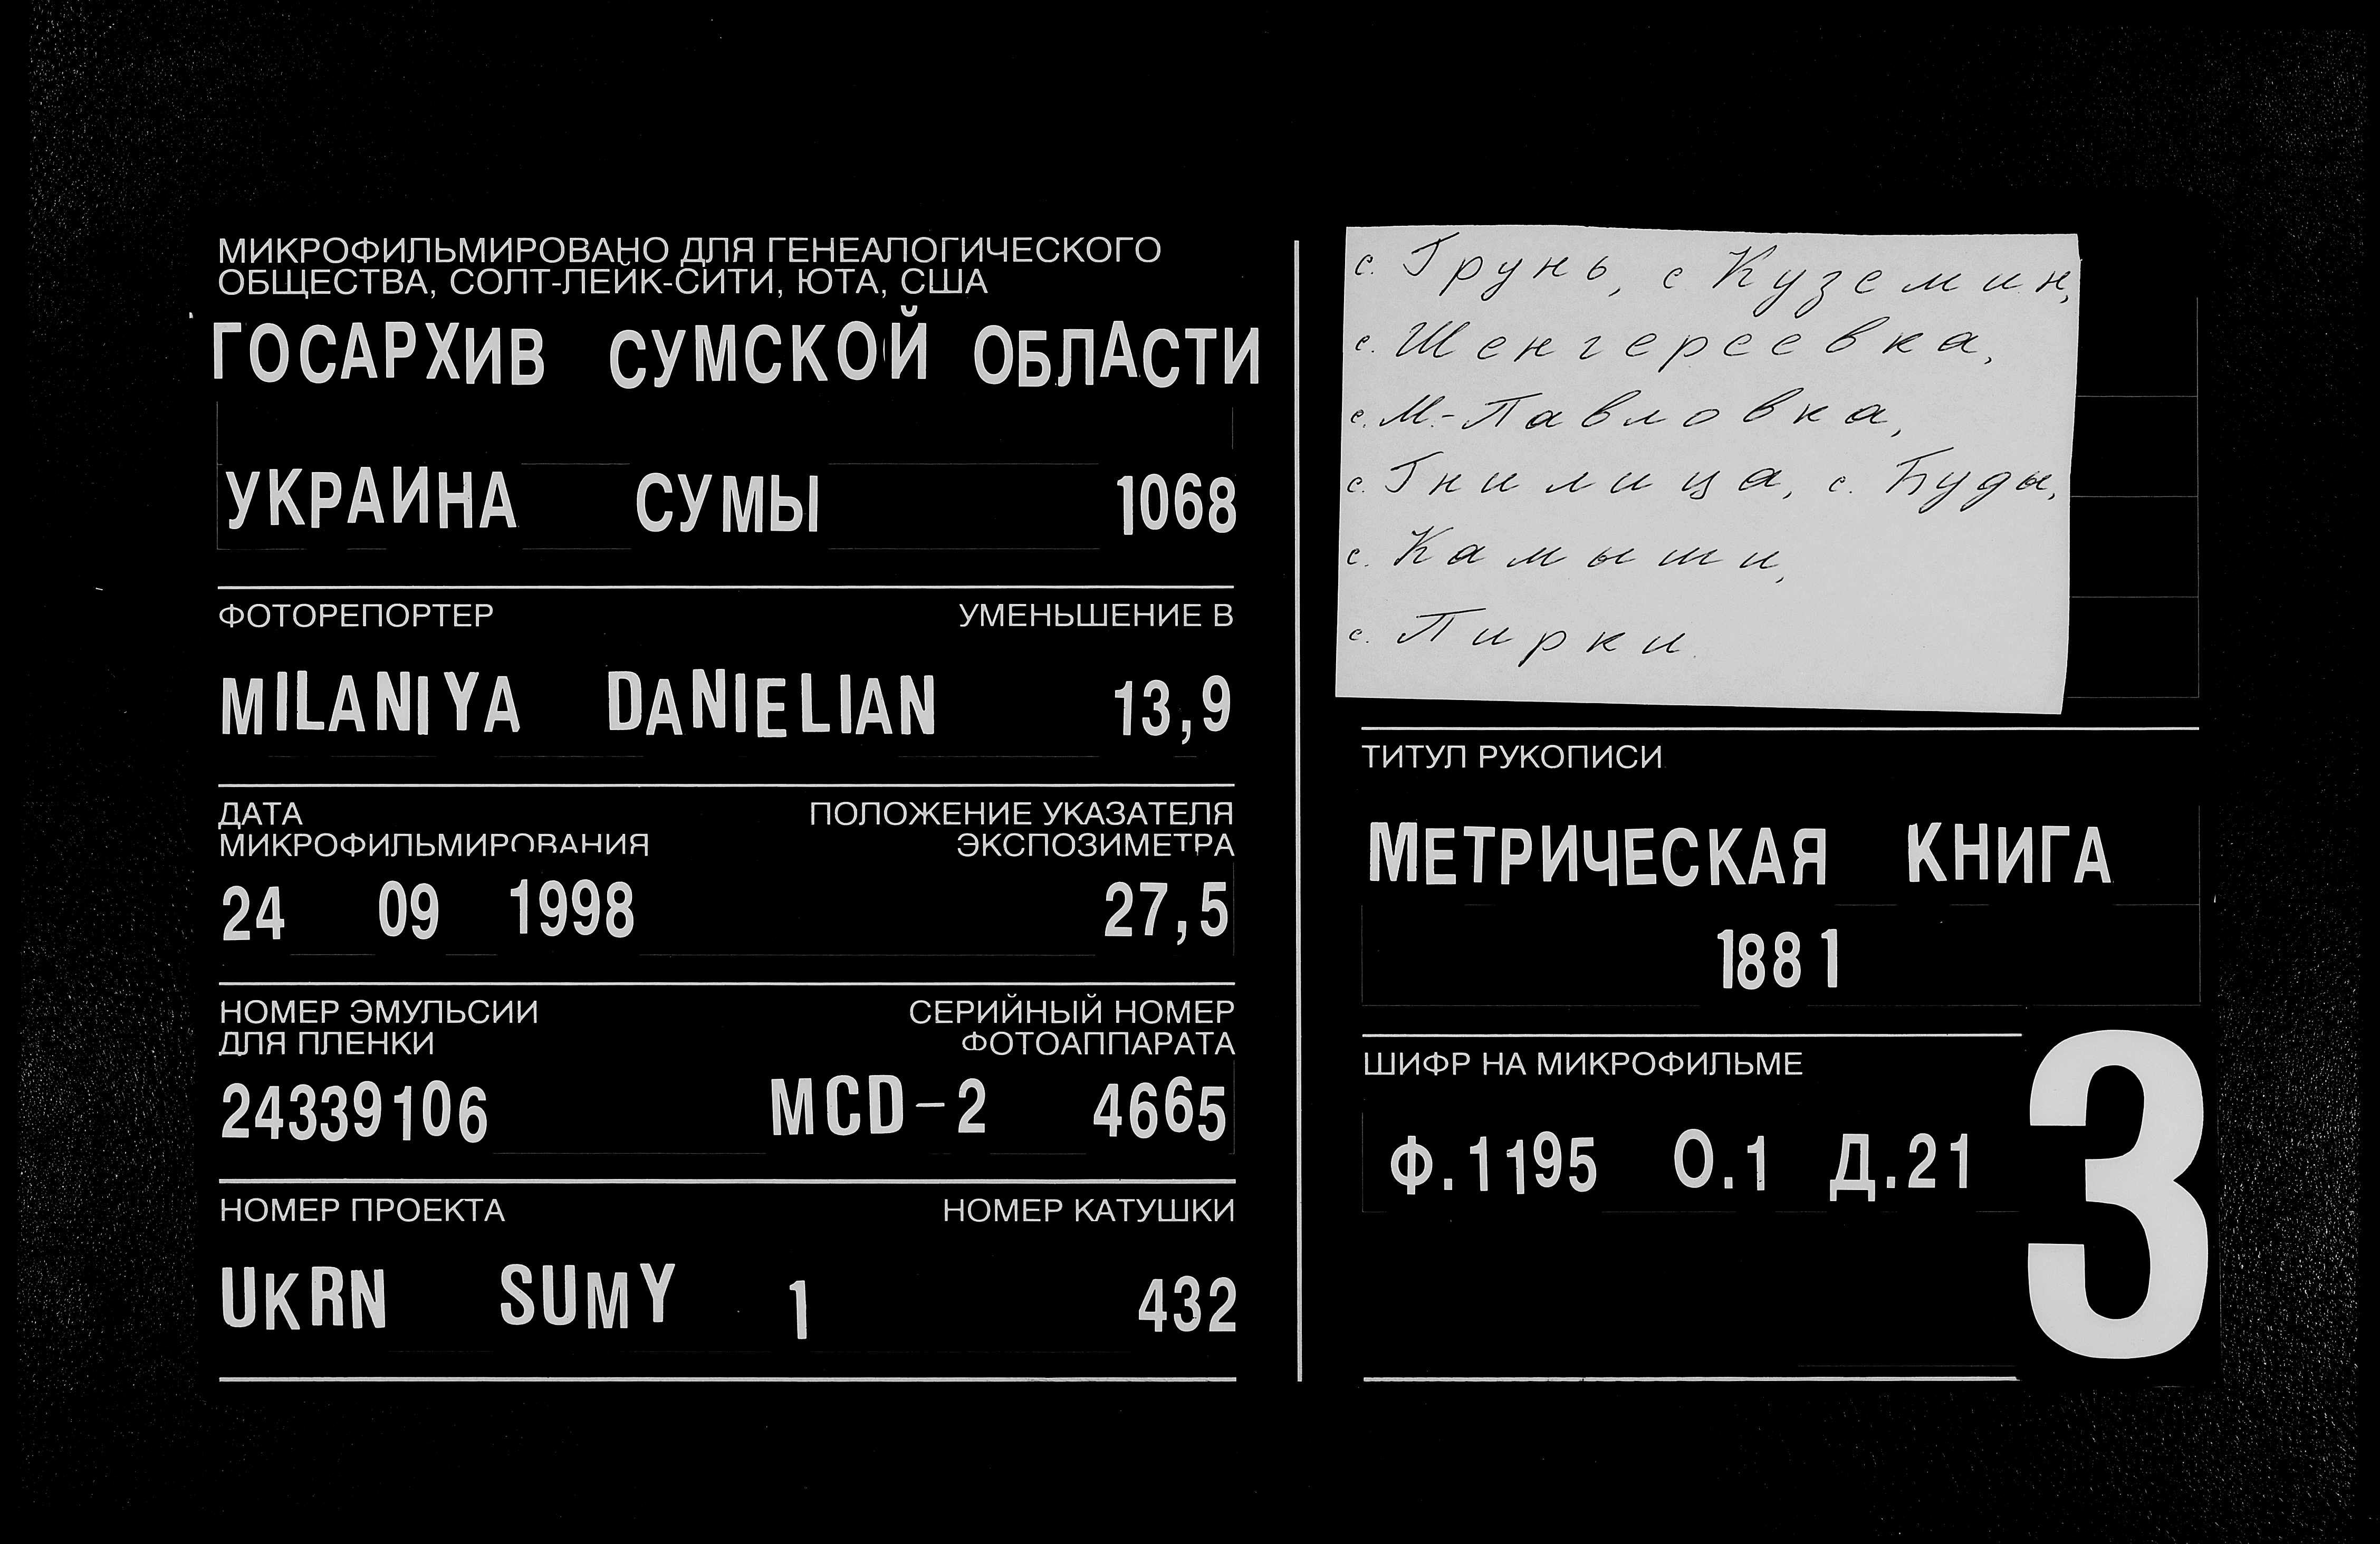 МИКРОФИЛЬМИРОВАНО ДЛЯ ГЕНЕАЛОГИЧЕСКОГО
ОБЩЕСТВА, СОЛТ-ЛЕЙК-СИТИ, ЮТА, США
ГОСАРХИВ СУМСКОЙ ОБЛАСТИ
УКРАИНА СУМЫ 1068
ФОТОРЕПОРТЕР УМЕНЬШЕНИЕ В
MILANIYA DANIELIAN 13,9
ДАТА ПОЛОЖЕНИЕ УКАЗАТЕЛЯ
МИКРОФИЛЬМИРОВАНИЯ ЭКСПОЗИМЕТРА
24 09 1998 27,5
НОМЕР ЭМУЛЬСИИ СЕРИЙНЫЙ НОМЕР
ДЛЯ ПЛЕНКИ ФОТОАППАРАТА
24339106 MCD-2 4665
НОМЕР ПРОЕКТА НОМЕР КАТУШКИ
UKRN SUMY 1 432
с. Грунь, с Куземин,
с. Шенгереевка,
с. М.-Павловка,
с. Гнилица, с. Буды,
с. Камыши,
с. Пирки.
ТИТУЛ РУКОПИСИ
МЕТРИЧЕСКАЯ КНИГА
1881
ШИФР НА МИКРОФИЛЬМЕ
Ф.1195 О.1 Д.21
3